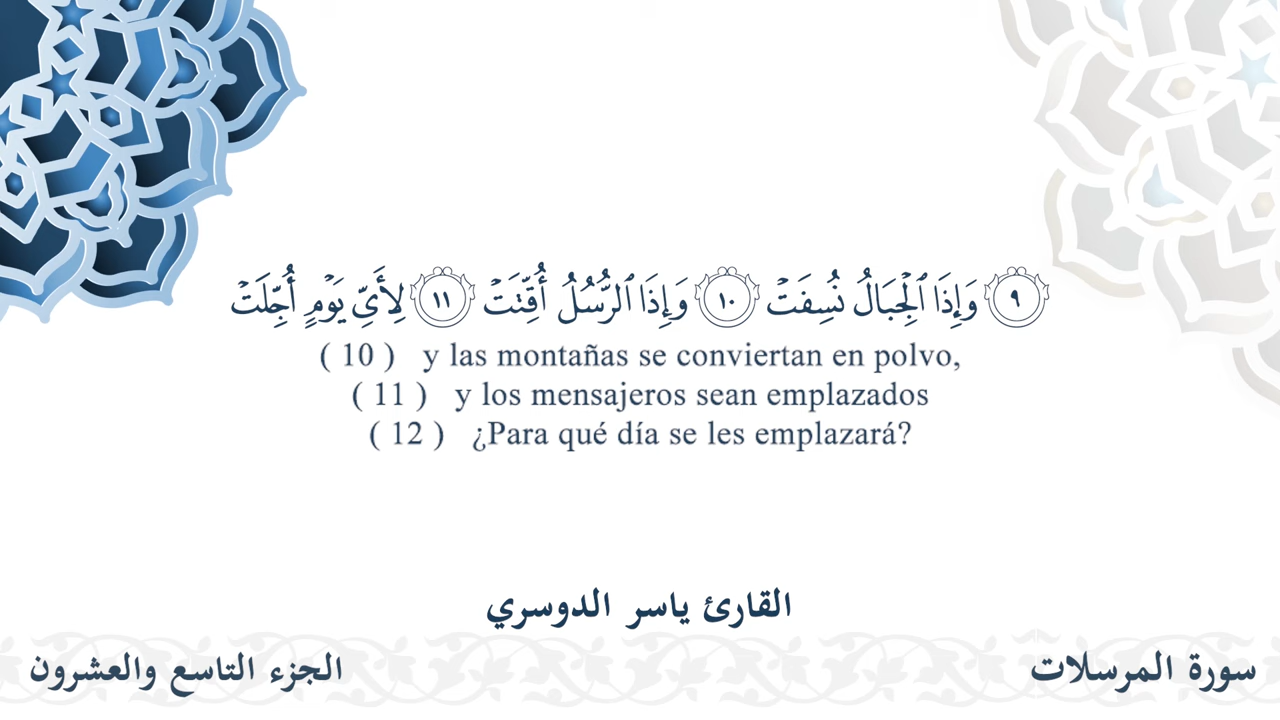 ٩ وَإِذَا ٱلْجِبَالُ نُسِفَتْ ١٠ وَإِذَا ٱلرُّسُلُ أُقِّتَتْ ١١ لِأَيِّ يَوْمٍ أُجِّلَتْ
( 10 ) y las montañas se conviertan en polvo,
( 11 ) y los mensajeros sean emplazados
( 12 ) ¿Para qué día se les emplazará?
القارئ ياسر الدوسري
سورة المرسلات
الجزء التاسع والعشرون